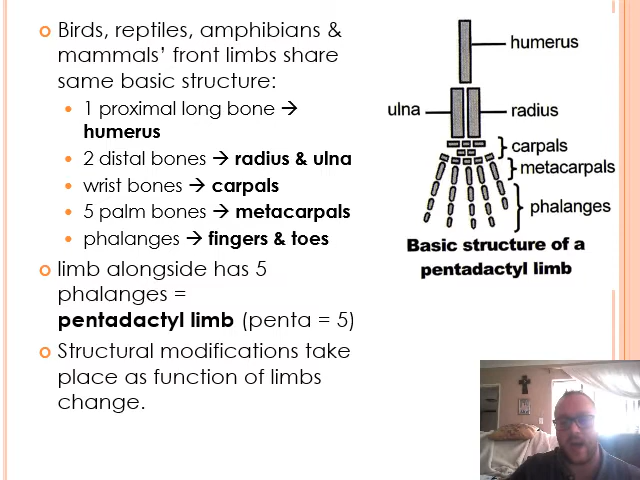 Birds, reptiles, amphibians &
mammals’ front limbs share
same basic structure:
1 proximal long bone →
humerus
2 distal bones → radius & ulna
wrist bones → carpals
5 palm bones → metacarpals
phalanges → fingers & toes
limb alongside has 5
phalanges =
pentadactyl limb (penta = 5)
Structural modifications take
place as function of limbs
change.
humerus
ulna
radius
carpals
metacarpals
phalanges
Basic structure of a
pentadactyl limb